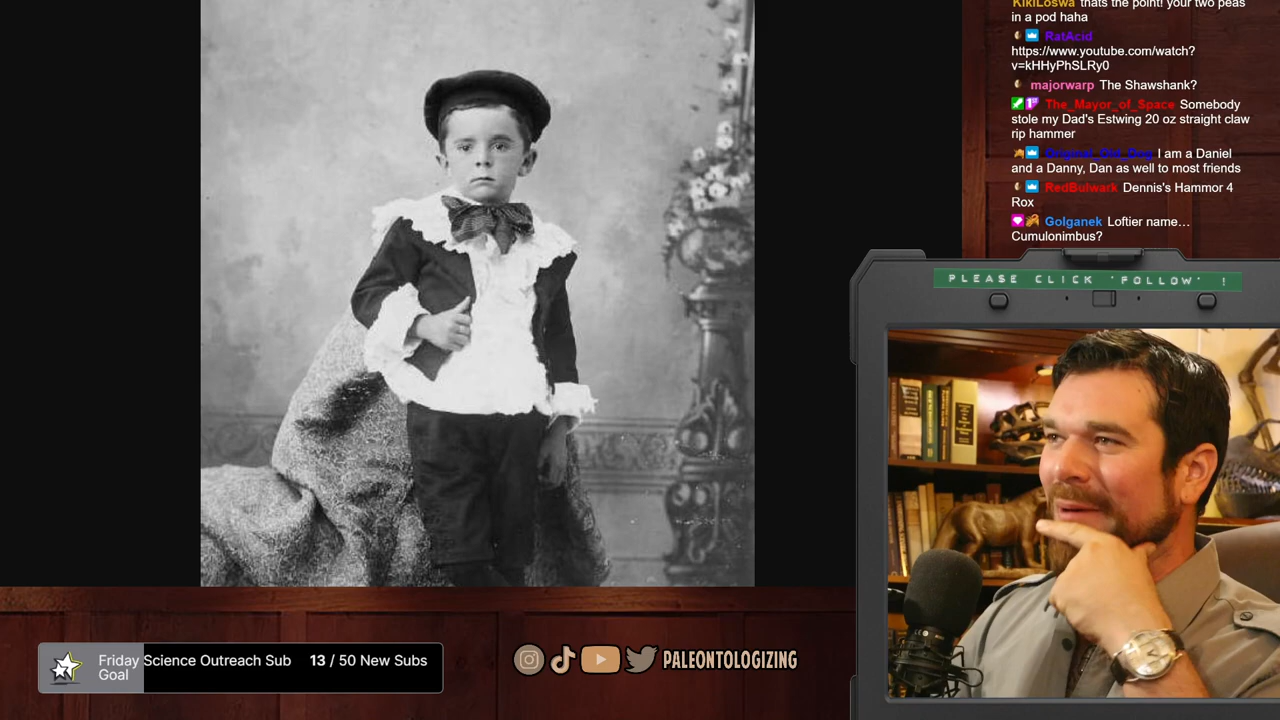 KikiLoswa thats the point! your two peas
in a pod haha
RatAcid
https://www.youtube.com/watch?
v=kHHyPhSLRy0
majorwarp The Shawshank?
The_Mayor_of_Space Somebody
stole my Dad's Estwing 20 oz straight claw
rip hammer
Original_Dirt_Dawg I am a Daniel
and a Danny, Dan as well to most friends
RedBulwark Dennis's Hammor 4
Rox
Golganek Loftier name…
Cumulonimbus?
PLEASE CLICK 'FOLLOW' !
Friday Science Outreach Sub
Goal
13 / 50 New Subs
PALEONTOLOGIZING